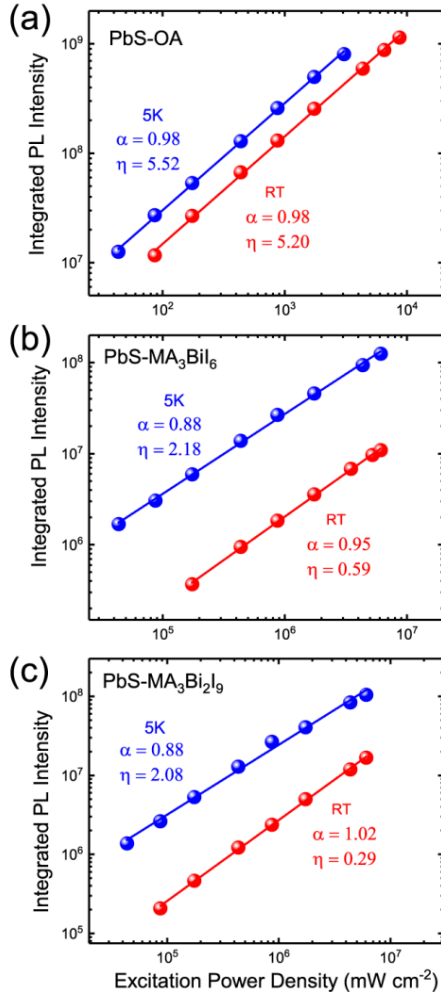 (a)
PbS-OA
5K
α = 0.98
η = 5.52
RT
α = 0.98
η = 5.20
10⁹
10⁸
10⁷
Integrated PL Intensity
10² 10³ 10⁴
(b)
PbS-MA₃BiI₆
5K
α = 0.88
η = 2.18
RT
α = 0.95
η = 0.59
10⁸
10⁷
10⁶
Integrated PL Intensity
10⁵ 10⁶ 10⁷
(c)
PbS-MA₃Bi₂I₉
5K
α = 0.88
η = 2.08
RT
α = 1.02
η = 0.29
10⁸
10⁷
10⁶
10⁵
Integrated PL Intensity
10⁵ 10⁶ 10⁷
Excitation Power Density (mW cm⁻²)